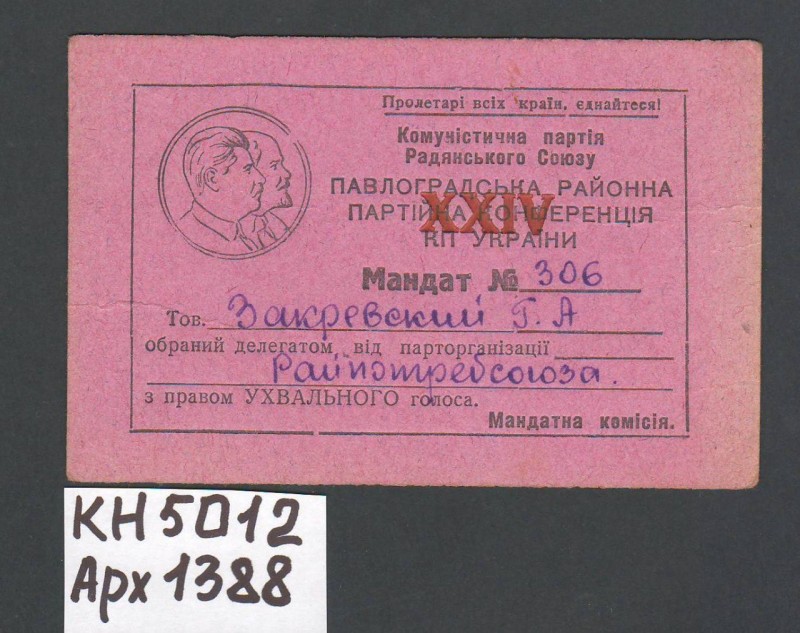 Пролетарі всіх країн, єднайтеся!
Комуністична партія
Радянського Союзу
ПАВЛОГРАДСЬКА РАЙОННА
XXIV
ПАРТІЙНА КОНФЕРЕНЦІЯ
КП УКРАЇНИ
Мандат № 306
Тов. Закревский Г. А
обраний делегатом від парторганізації
Райпотребсоюза.
з правом УХВАЛЬНОГО голоса.
Мандатна комісія.
КН 5012
Арх 1388